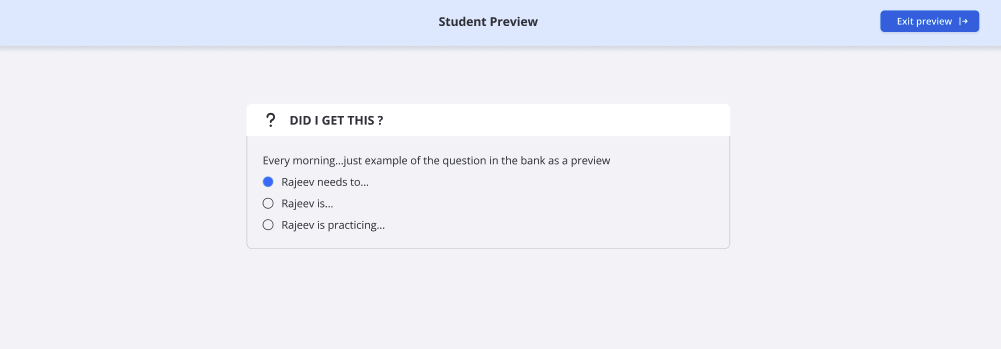 Student Preview
Exit preview
? DID I GET THIS ?
Every morning...just example of the question in the bank as a preview
Rajeev needs to...
Rajeev is...
Rajeev is practicing...